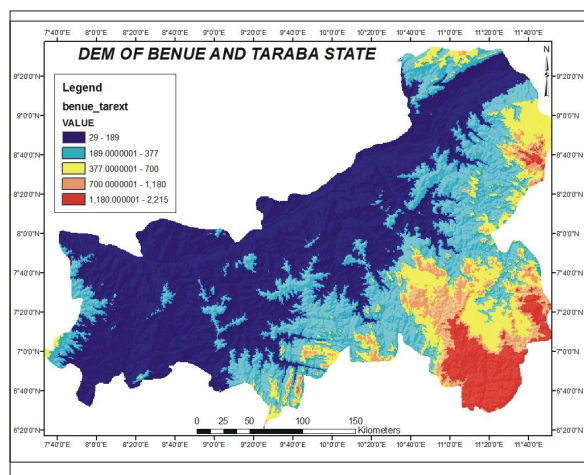 7°40'0"E 8°0'0"E 8°20'0"E 8°40'0"E 9°0'0"E 9°20'0"E 9°40'0"E 10°0'0"E 10°20'0"E 10°40'0"E 11°0'0"E 11°20'0"E 11°40'0"E
DEM OF BENUE AND TARABA STATE
N
Legend
benue_tarext
VALUE
29 - 189
189.0000001 - 377
377.0000001 - 700
700.0000001 - 1,180
1,180.000001 - 2,215
9°20'0"N 9°20'0"N
9°0'0"N 9°0'0"N
8°40'0"N 8°40'0"N
8°20'0"N 8°20'0"N
8°0'0"N 8°0'0"N
7°40'0"N 7°40'0"N
7°20'0"N 7°20'0"N
7°0'0"N 7°0'0"N
6°40'0"N 6°40'0"N
6°20'0"N 6°20'0"N
0 25 50 100 150
Kilometers
7°40'0"E 8°0'0"E 8°20'0"E 8°40'0"E 9°0'0"E 9°20'0"E 9°40'0"E 10°0'0"E 10°20'0"E 10°40'0"E 11°0'0"E 11°20'0"E 11°40'0"E